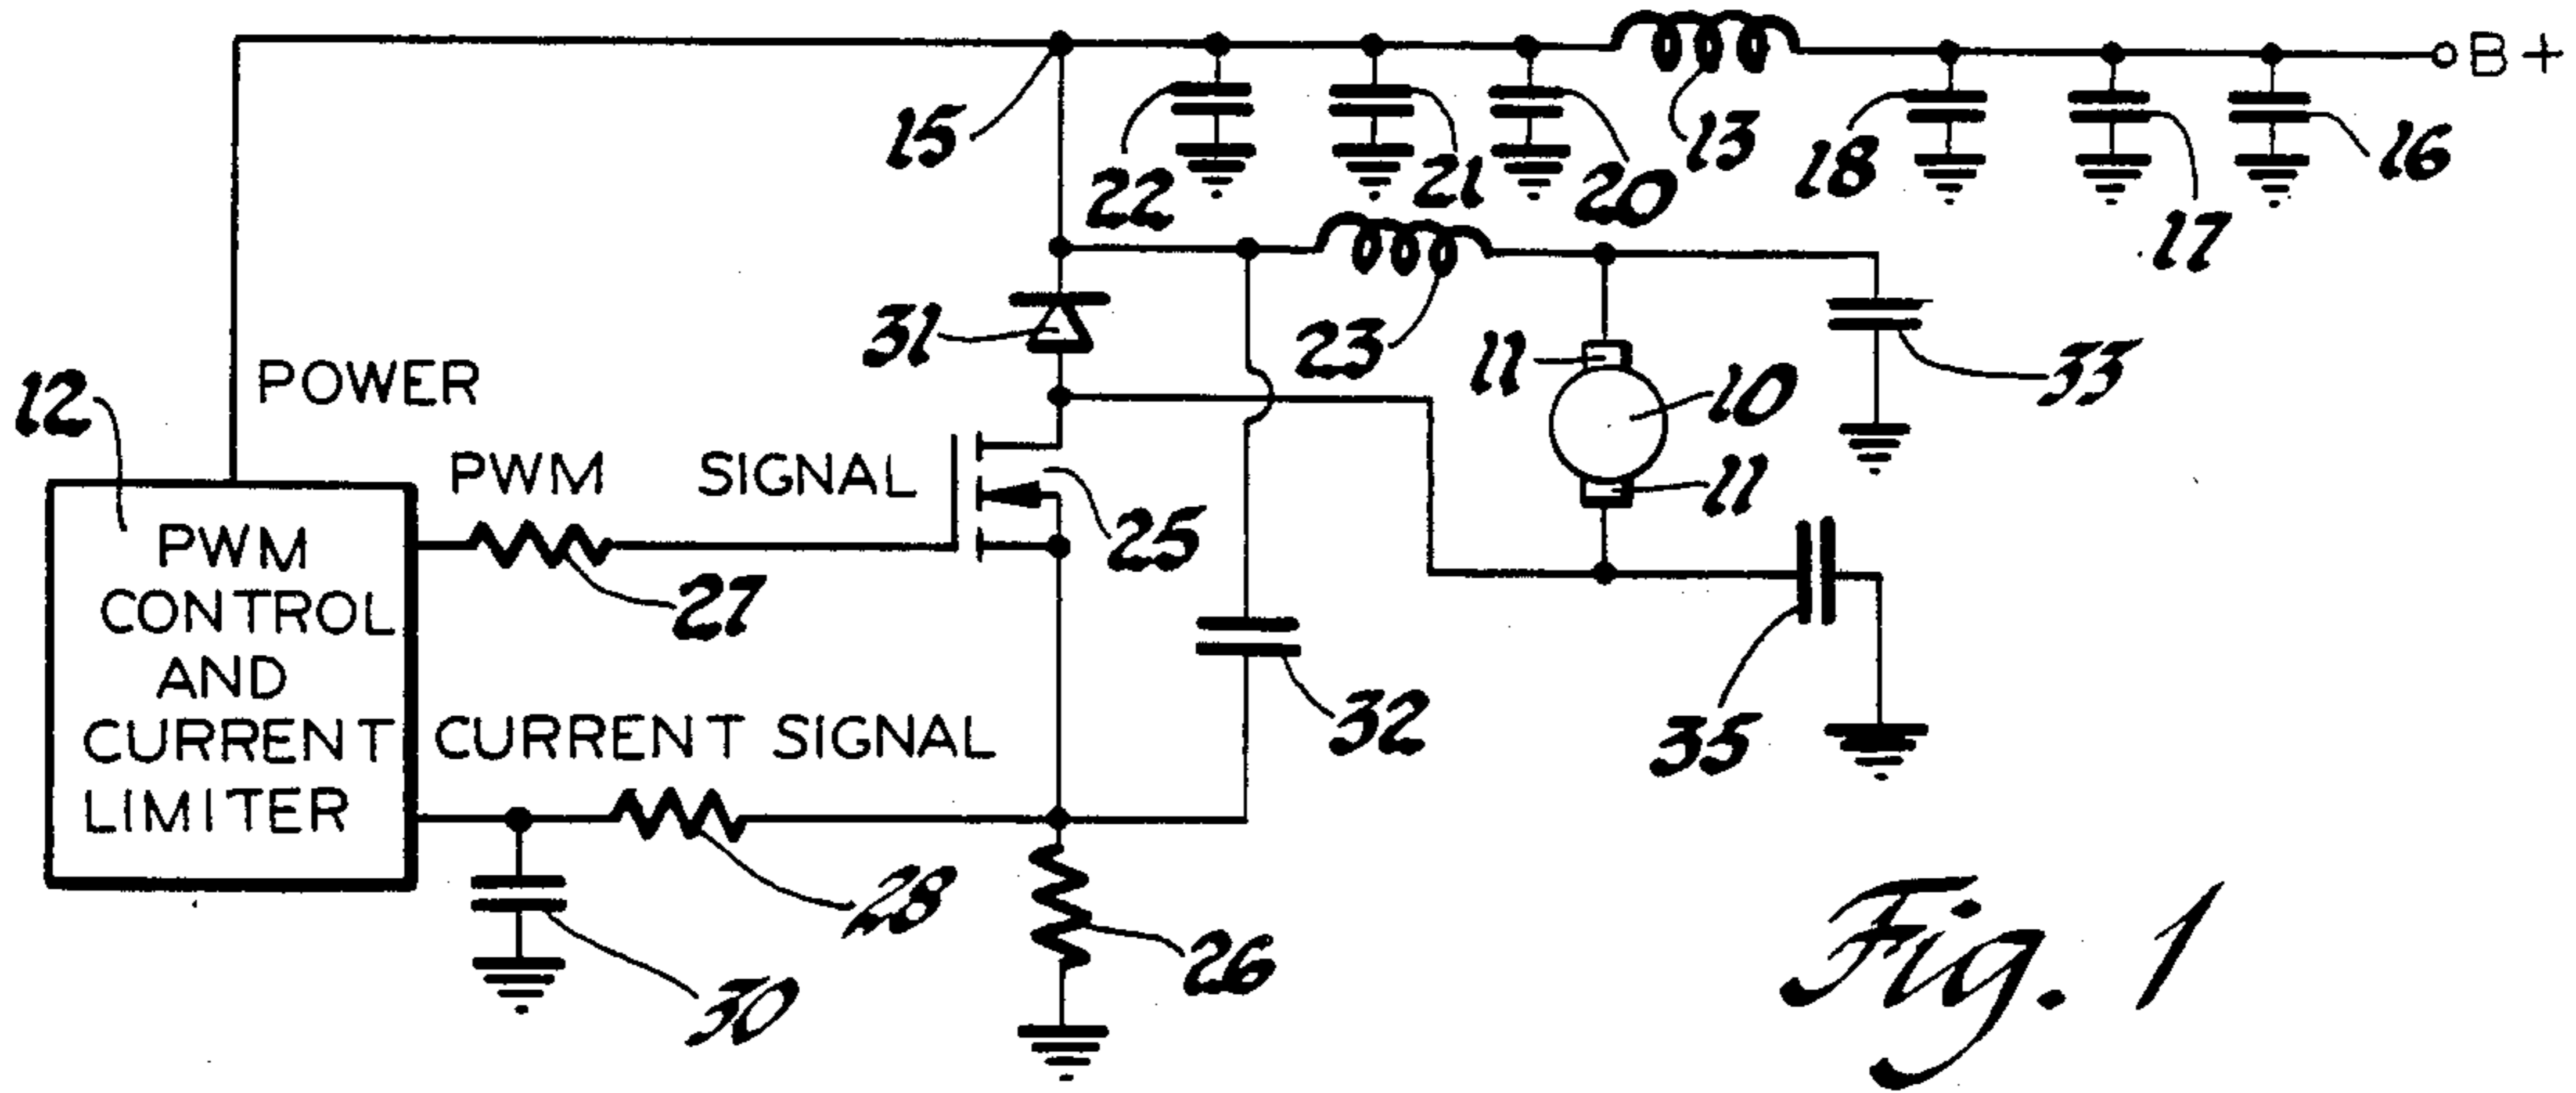 B+
15
22
21
20
13
18
17
16
31
23
11
10
33
12
POWER
PWM SIGNAL
11
25
27
PWM
CONTROL
AND
CURRENT
LIMITER
CURRENT SIGNAL
32
35
28
26
30
Fig. 1